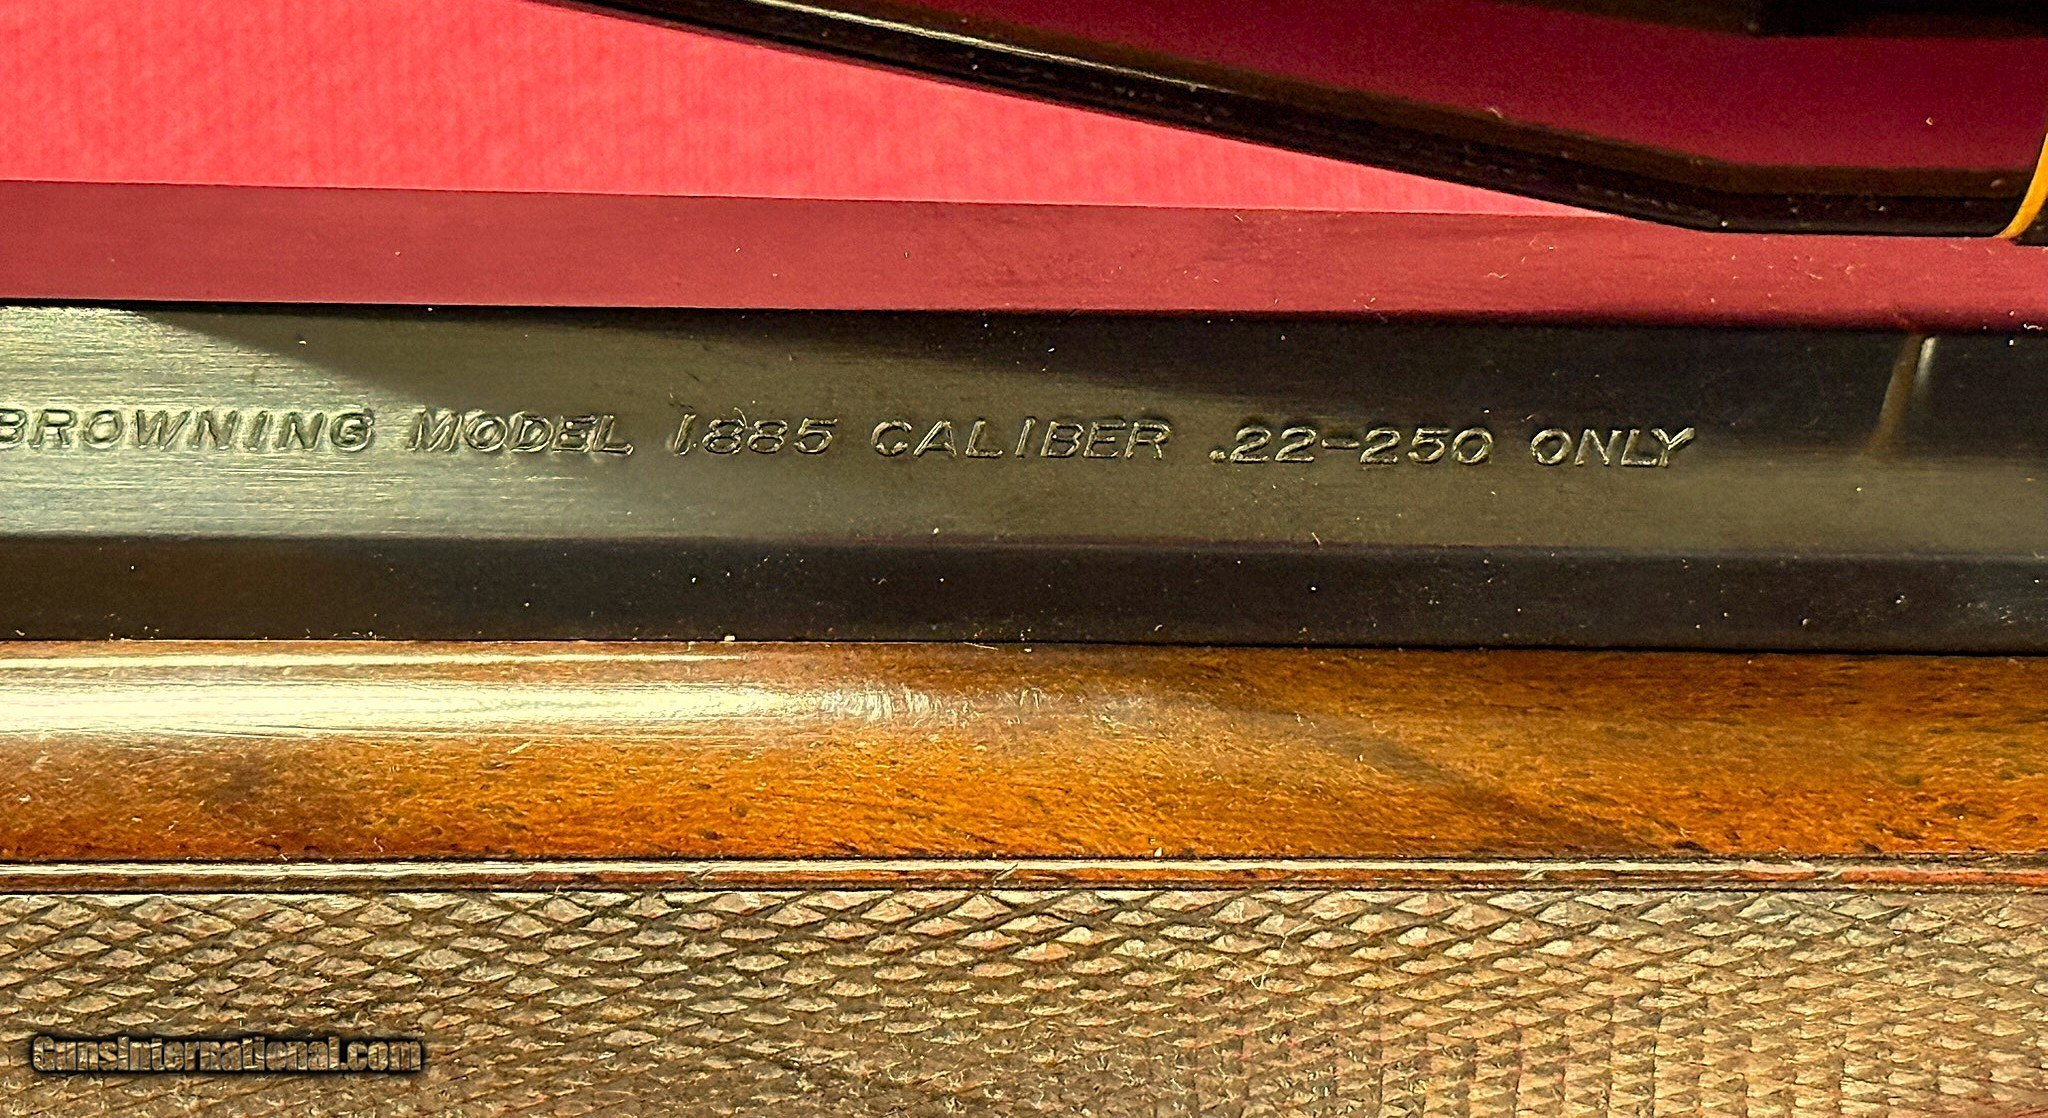 BROWNING MODEL 1885 CALIBER .22-250 ONLY
GunsInternational.com